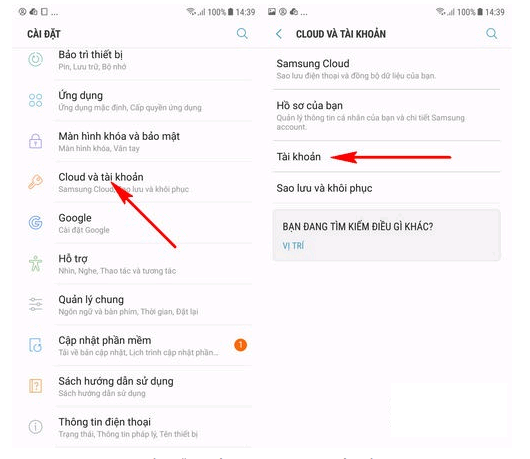 100% 14:39
CÀI ĐẶT
Bảo trì thiết bị
Pin, Lưu trữ, Bộ nhớ
Ứng dụng
Ứng dụng mặc định, Cấp quyền ứng dụng
Màn hình khóa và bảo mật
Màn hình khóa, Vân tay
Cloud và tài khoản
Samsung Cloud, sao lưu và khôi phục
Google
Cài đặt Google
Hỗ trợ
Nhìn, Nghe, Thao tác và tương tác
Quản lý chung
Ngôn ngữ và bàn phím, Thời gian, Đặt lại
Cập nhật phần mềm
Tải về bản cập nhật, Lịch trình cập nhật phần...
1
Sách hướng dẫn sử dụng
Sách hướng dẫn sử dụng
Thông tin điện thoại
Trạng thái, Thông tin pháp lý, Tên thiết bị
100% 14:39
CLOUD VÀ TÀI KHOẢN
Samsung Cloud
Sao lưu điện thoại và đồng bộ dữ liệu của bạn.
Hồ sơ của bạn
Quản lý thông tin cá nhân của bạn và chi tiết Samsung
account.
Tài khoản
Sao lưu và khôi phục
BẠN ĐANG TÌM KIẾM ĐIỀU GÌ KHÁC?
VỊ TRÍ